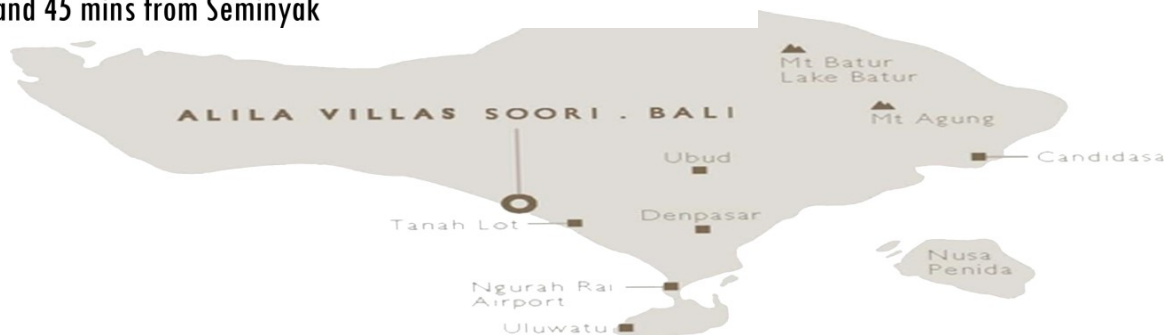 and 45 mins from Seminyak
Mt Batur
Lake Batur
ALILA VILLAS SOORI . BALI
Mt Agung
Ubud
Candidasa
Denpasar
Tanah Lot
Nusa
Penida
Ngurah Rai
Airport
Uluwatu